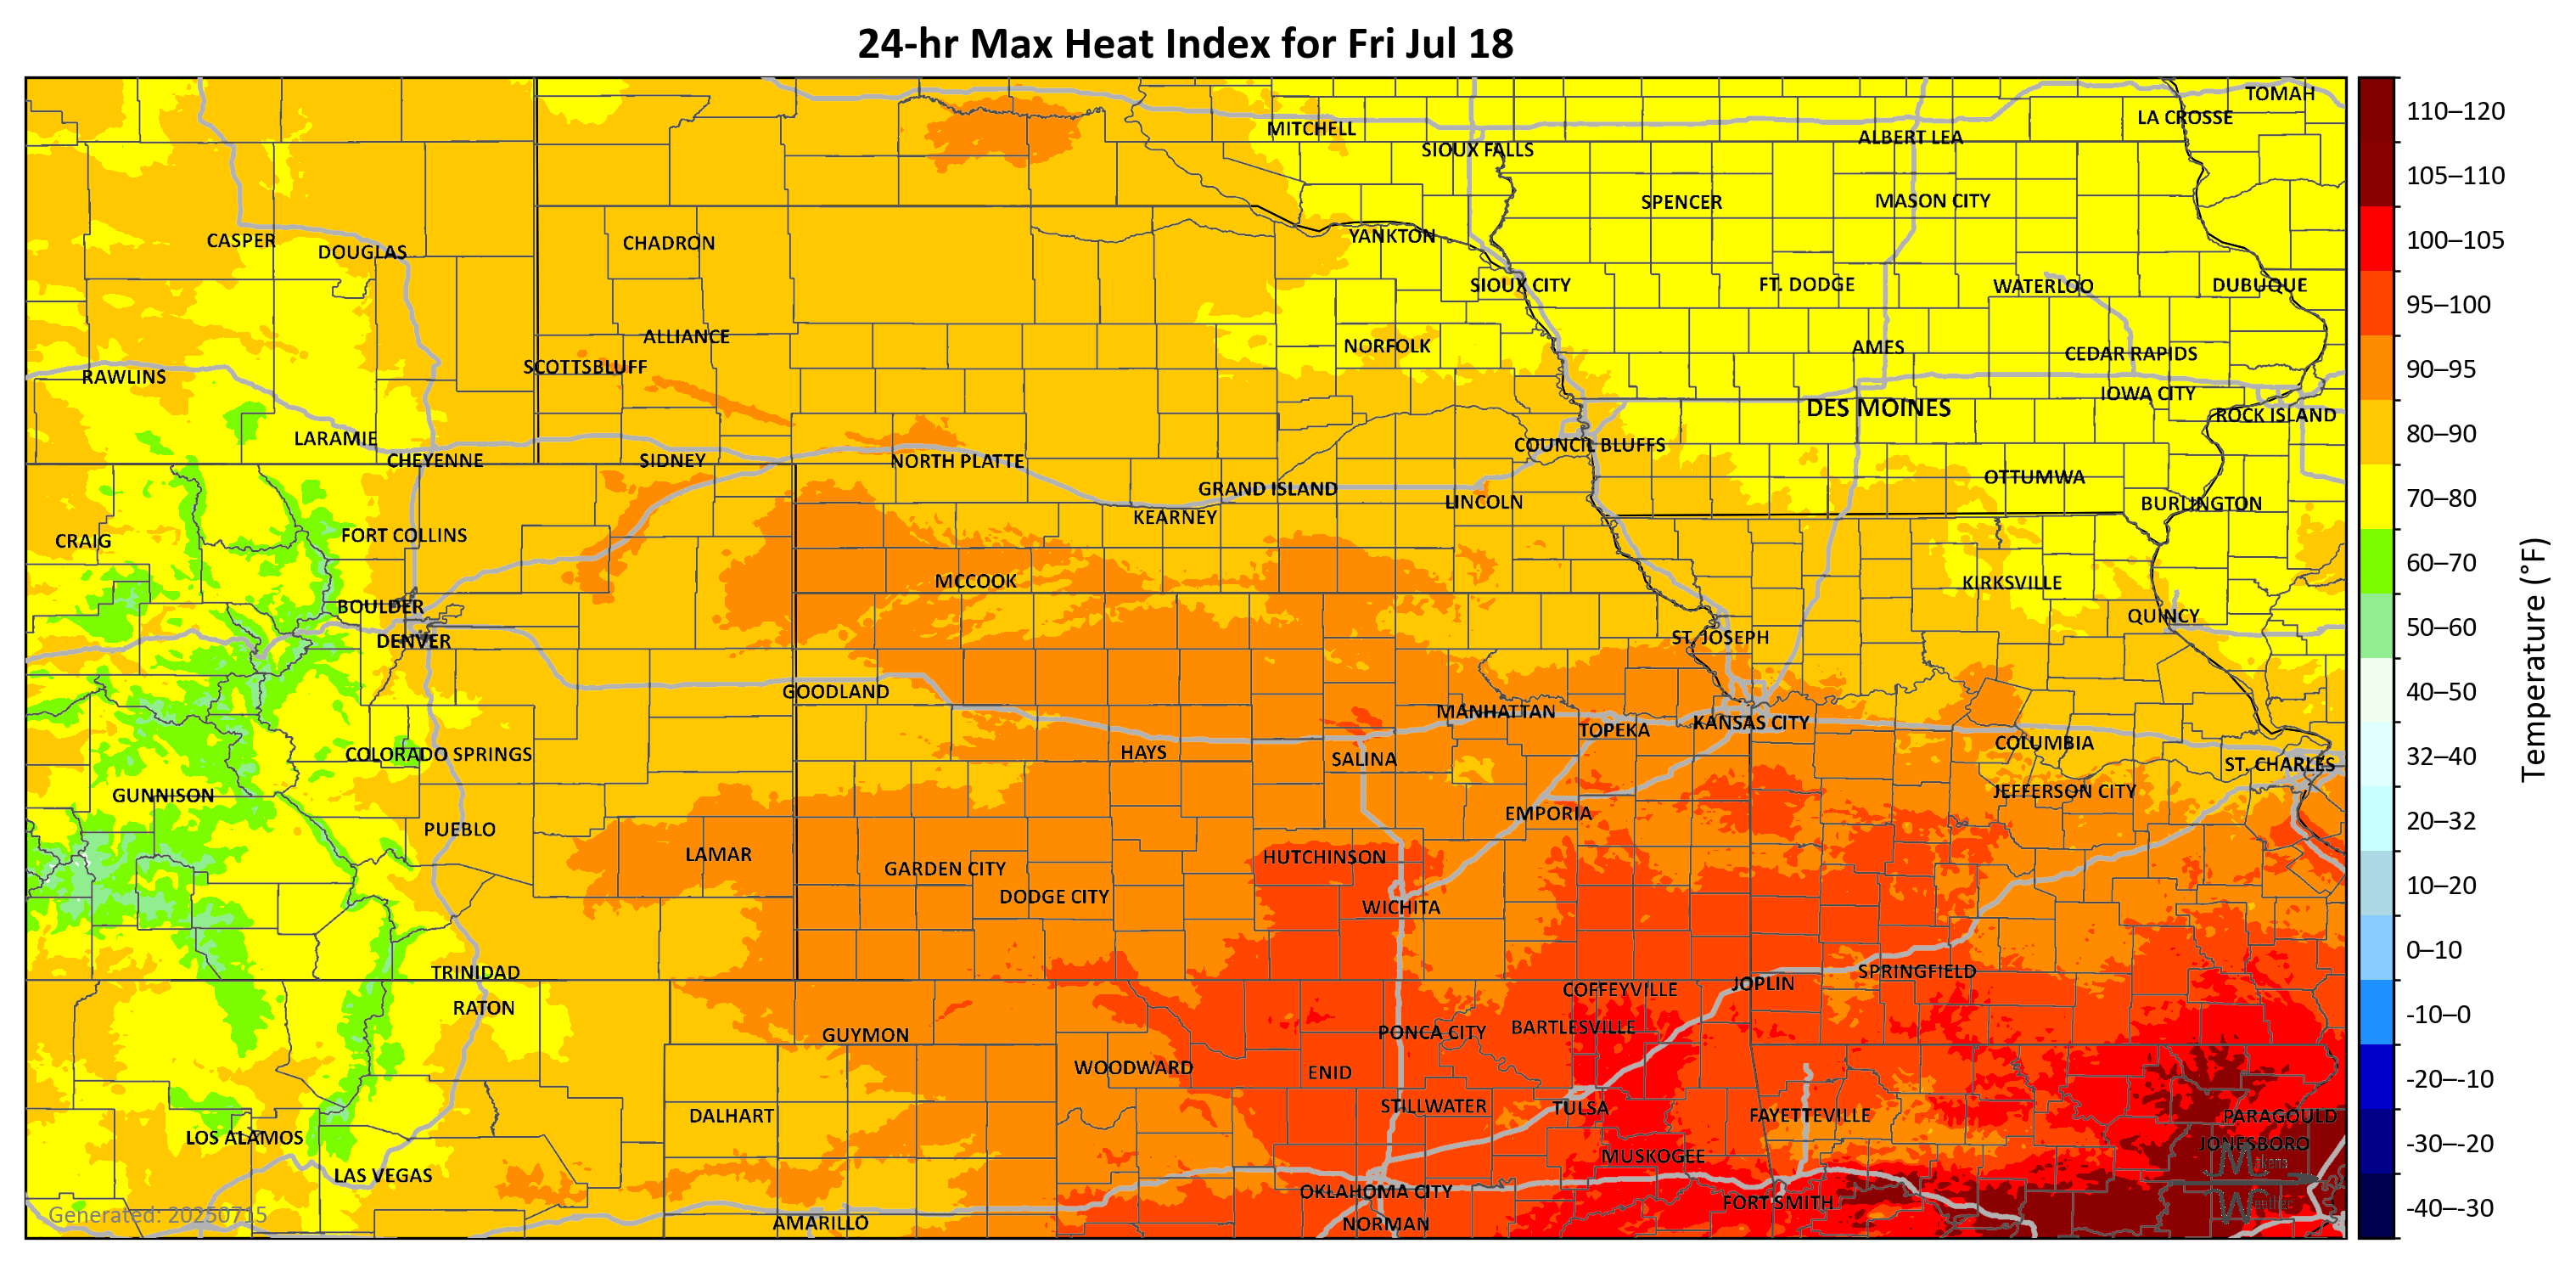 24-hr Max Heat Index for Fri Jul 18
TOMAH
LA CROSSE
MITCHELL
ALBERT LEA
SIOUX FALLS
SPENCER
MASON CITY
CASPER
DOUGLAS
CHADRON
YANKTON
SIOUX CITY
FT. DODGE
WATERLOO
DUBUQUE
ALLIANCE
NORFOLK
AMES
CEDAR RAPIDS
SCOTTSBLUFF
RAWLINS
IOWA CITY
DES MOINES
ROCK ISLAND
LARAMIE
COUNCIL BLUFFS
CHEYENNE
SIDNEY
NORTH PLATTE
OTTUMWA
GRAND ISLAND
LINCOLN
BURLINGTON
KEARNEY
FORT COLLINS
CRAIG
MCCOOK
KIRKSVILLE
BOULDER
QUINCY
DENVER
ST. JOSEPH
GOODLAND
MANHATTAN
KANSAS CITY
TOPEKA
COLUMBIA
COLORADO SPRINGS
HAYS
SALINA
ST. CHARLES
GUNNISON
JEFFERSON CITY
EMPORIA
PUEBLO
LAMAR
HUTCHINSON
GARDEN CITY
DODGE CITY
WICHITA
TRINIDAD
SPRINGFIELD
JOPLIN
COFFEYVILLE
RATON
GUYMON
PONCA CITY
BARTLESVILLE
WOODWARD
ENID
STILLWATER
TULSA
DALHART
FAYETTEVILLE
PARAGOULD
LOS ALAMOS
JONESBORO
MUSKOGEE
LAS VEGAS
OKLAHOMA CITY
FORT SMITH
AMARILLO
NORMAN
Generated: 20250715
Makens
Weather
110–120
105–110
100–105
95–100
90–95
80–90
70–80
60–70
50–60
40–50
32–40
20–32
10–20
0–10
-10–0
-20–-10
-30–-20
-40–-30
Temperature (°F)